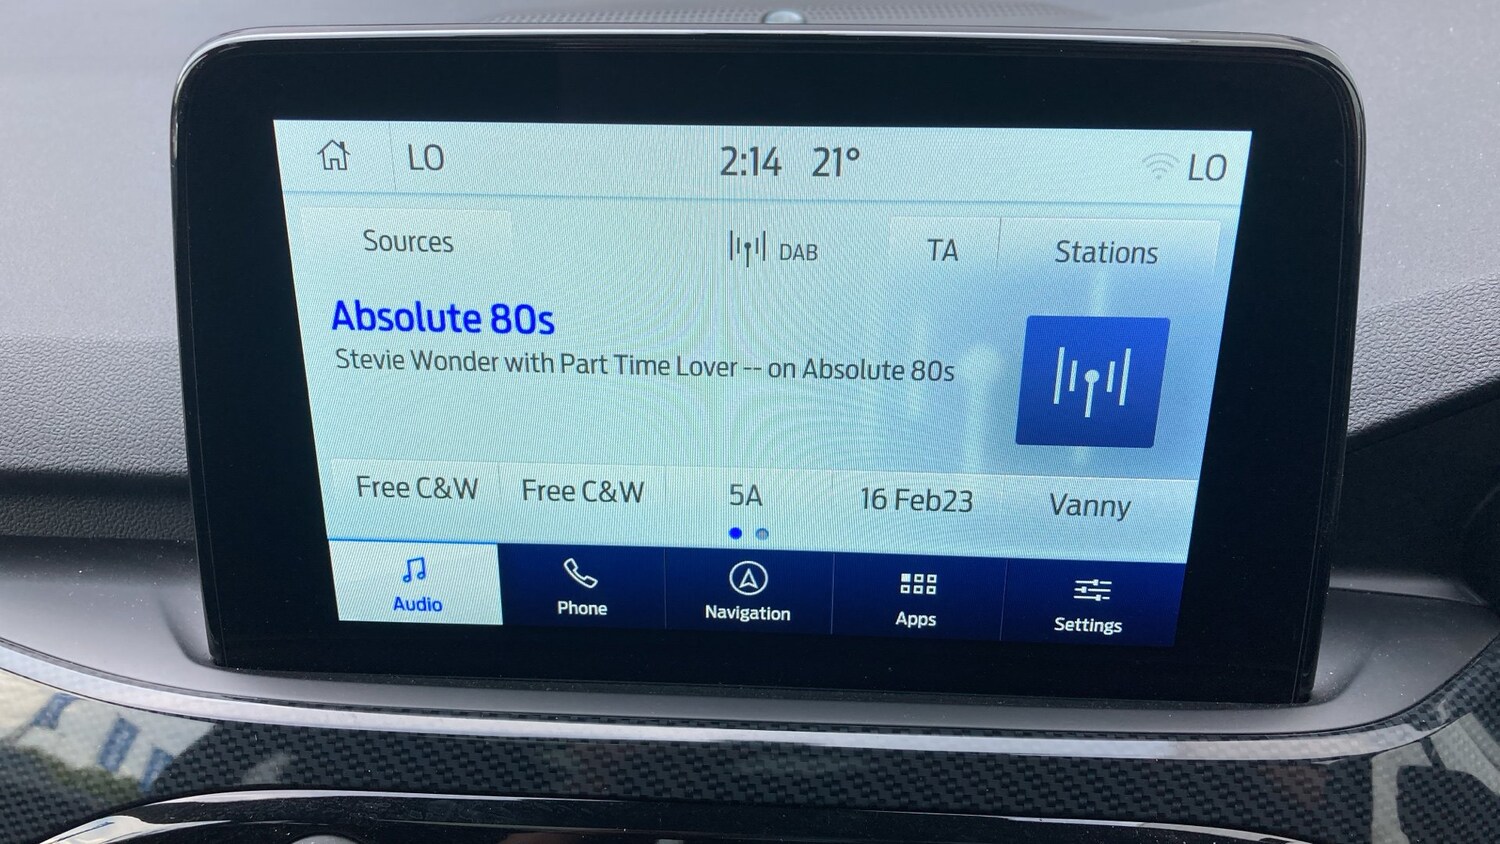 LO 2:14 21° LO
Sources DAB TA Stations
Absolute 80s
Stevie Wonder with Part Time Lover -- on Absolute 80s
Free C&W Free C&W 5A 16 Feb23 Vanny
Audio Phone Navigation Apps Settings